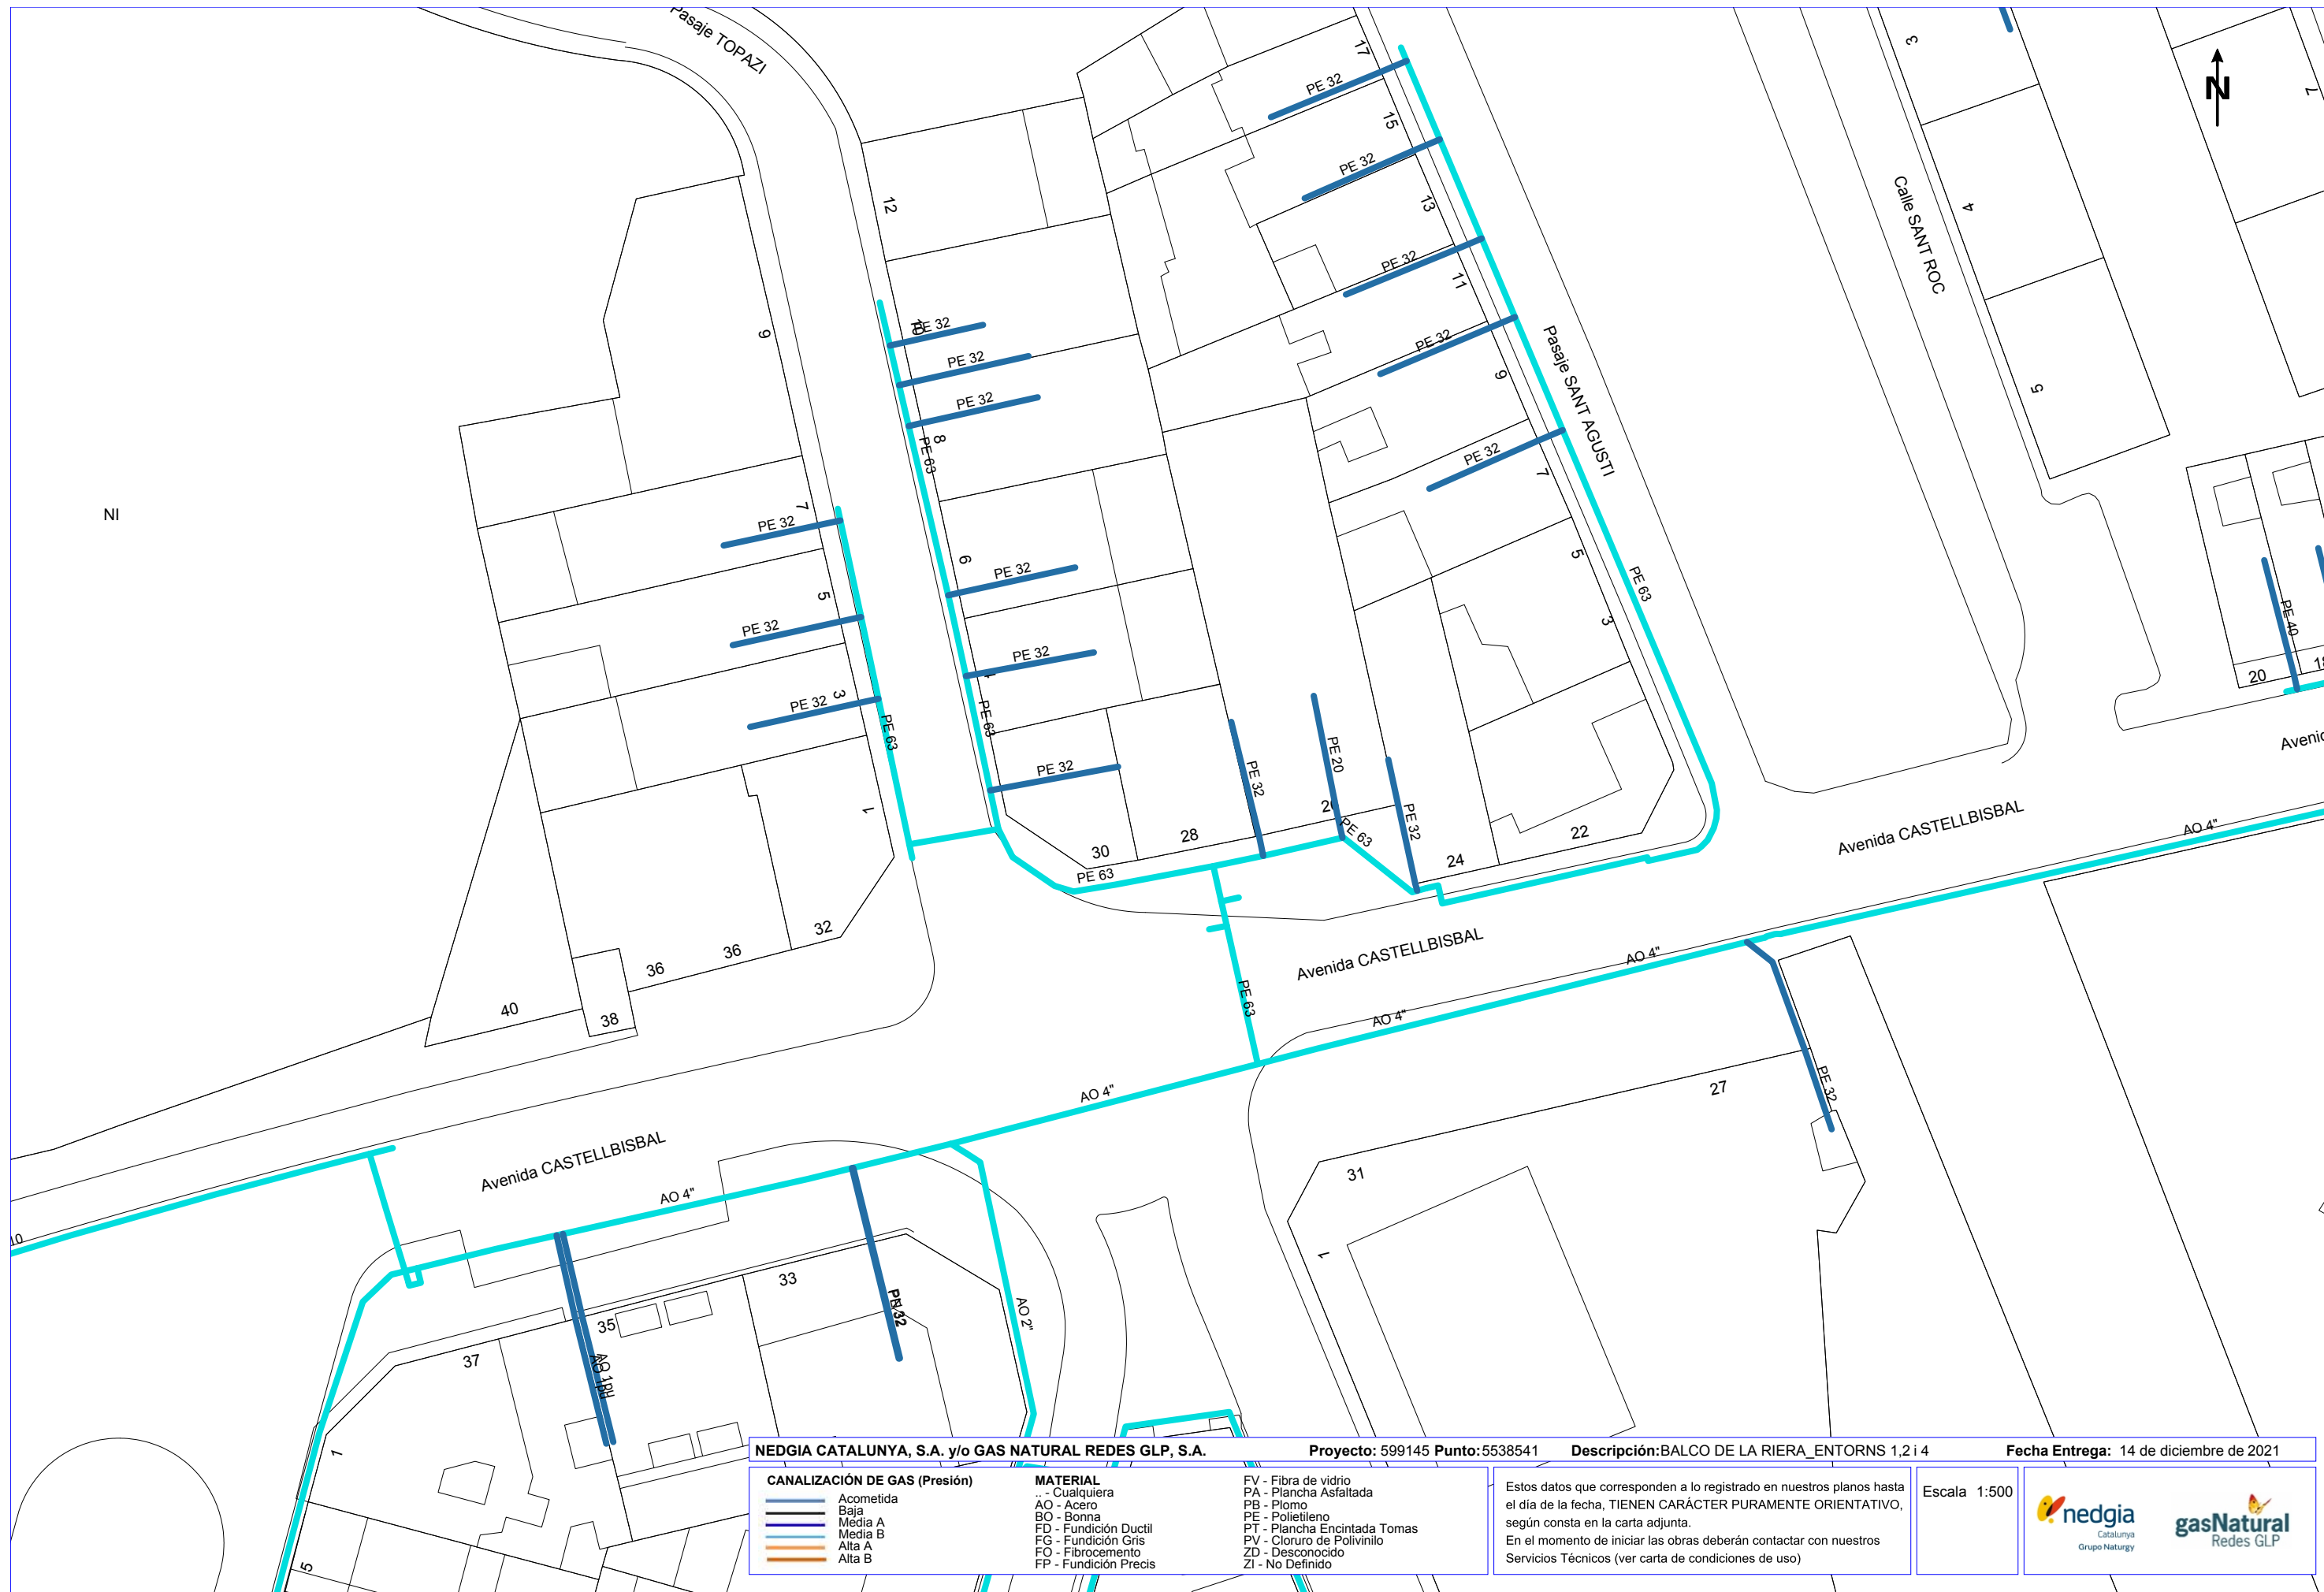 Pasaje TOPAZI
17
3
7
N
PE 32
15
PE 32
12
13
Calle SANT ROC
4
PE 32
11
10
PE 32
PE 32
PE 32
9
9
5
PE 32
Pasaje SANT AGUSTI
8
PE 63
PE 32
7
NI
7
PE 32
5
6
PE 32
PE 63
5
PE 32
3
PE 40
PE 32
20
3
PE 32
PE 63
PE 63
PE 32
PE 32
PE 20
PE 32
1
28
30
PE 63
24
22
PE 63
Avenida CASTELLBISBAL
AO 4"
32
36
36
Avenida CASTELLBISBAL
AO 4"
PE 63
40
38
AO 4"
PE 32
27
AO 4"
Avenida CASTELLBISBAL
31
AO 4"
1
33
AO 2"
35
37
AO 1pu
1
5
NEDGIA CATALUNYA, S.A. y/o GAS NATURAL REDES GLP, S.A.
Proyecto: 599145 Punto:5538541
Descripción:BALCO DE LA RIERA_ENTORNS 1,2 i 4
Fecha Entrega: 14 de diciembre de 2021
CANALIZACIÓN DE GAS (Presión)
Acometida
Baja
Media A
Media B
Alta A
Alta B
MATERIAL
.. - Cualquiera
AO - Acero
BO - Bonna
FD - Fundición Ductil
FG - Fundición Gris
FO - Fibrocemento
FP - Fundición Precis
FV - Fibra de vidrio
PA - Plancha Asfaltada
PB - Plomo
PE - Polietileno
PT - Plancha Encintada Tomas
PV - Cloruro de Polivinilo
ZD - Desconocido
ZI - No Definido
Estos datos que corresponden a lo registrado en nuestros planos hasta
el día de la fecha, TIENEN CARÁCTER PURAMENTE ORIENTATIVO,
según consta en la carta adjunta.
En el momento de iniciar las obras deberán contactar con nuestros
Servicios Técnicos (ver carta de condiciones de uso)
Escala 1:500
nedgia
Catalunya
Grupo Naturgy
gasNatural
Redes GLP